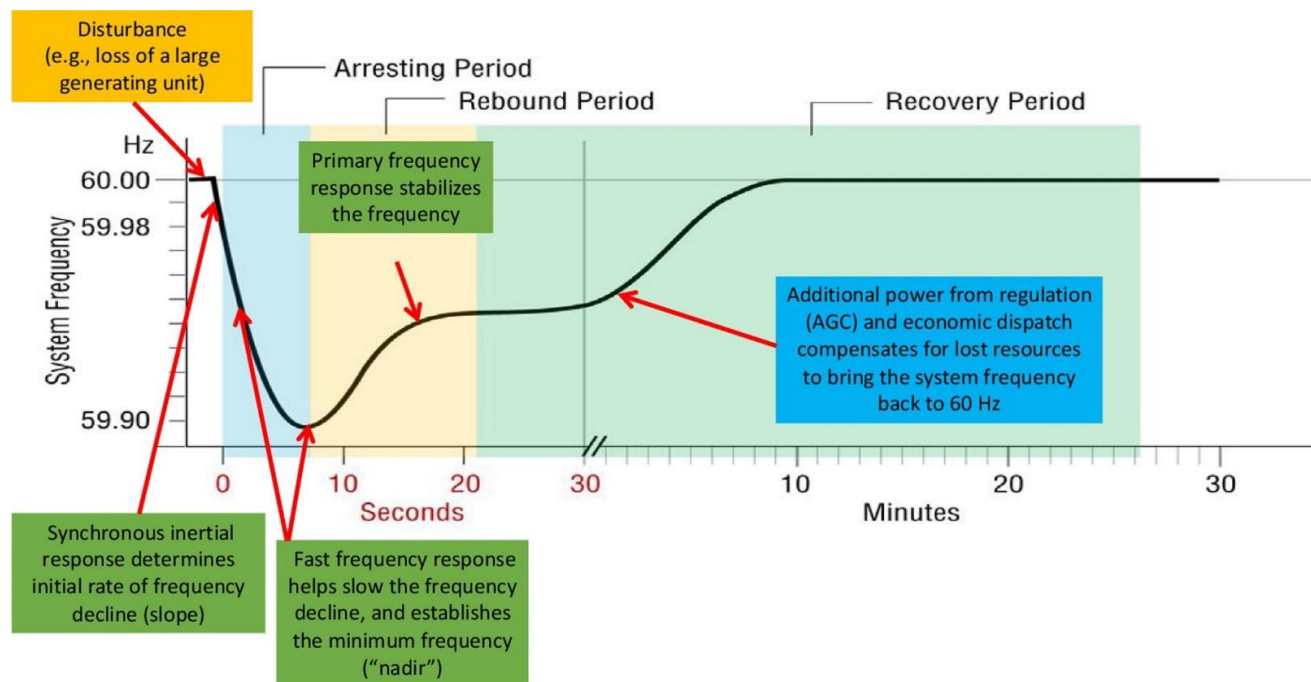 Disturbance
(e.g., loss of a large
generating unit)
Arresting Period
Rebound Period
Recovery Period
Hz
60.00
59.98
59.90
System Frequency
Primary frequency
response stabilizes
the frequency
Additional power from regulation
(AGC) and economic dispatch
compensates for lost resources
to bring the system frequency
back to 60 Hz
0 10 20 30 10 20 30
Seconds
Minutes
Synchronous inertial
response determines
initial rate of frequency
decline (slope)
Fast frequency response
helps slow the frequency
decline, and establishes
the minimum frequency
(“nadir”)